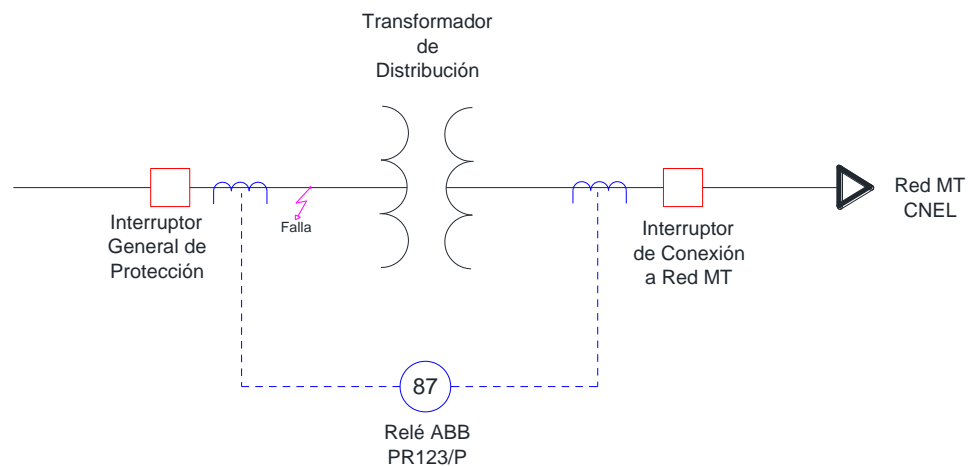 Transformador
de
Distribución
Interruptor
General de
Protección
Falla
Interruptor
de Conexión
a Red MT
Red MT
CNEL
87
Relé ABB
PR123/P